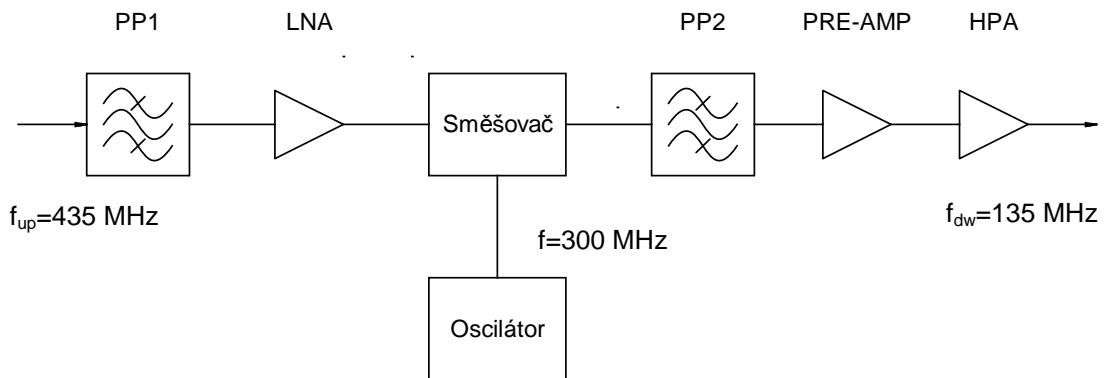 PP1 LNA PP2 PRE-AMP HPA
Směšovač
f_up=435 MHz f_dw=135 MHz
f=300 MHz
Oscilátor